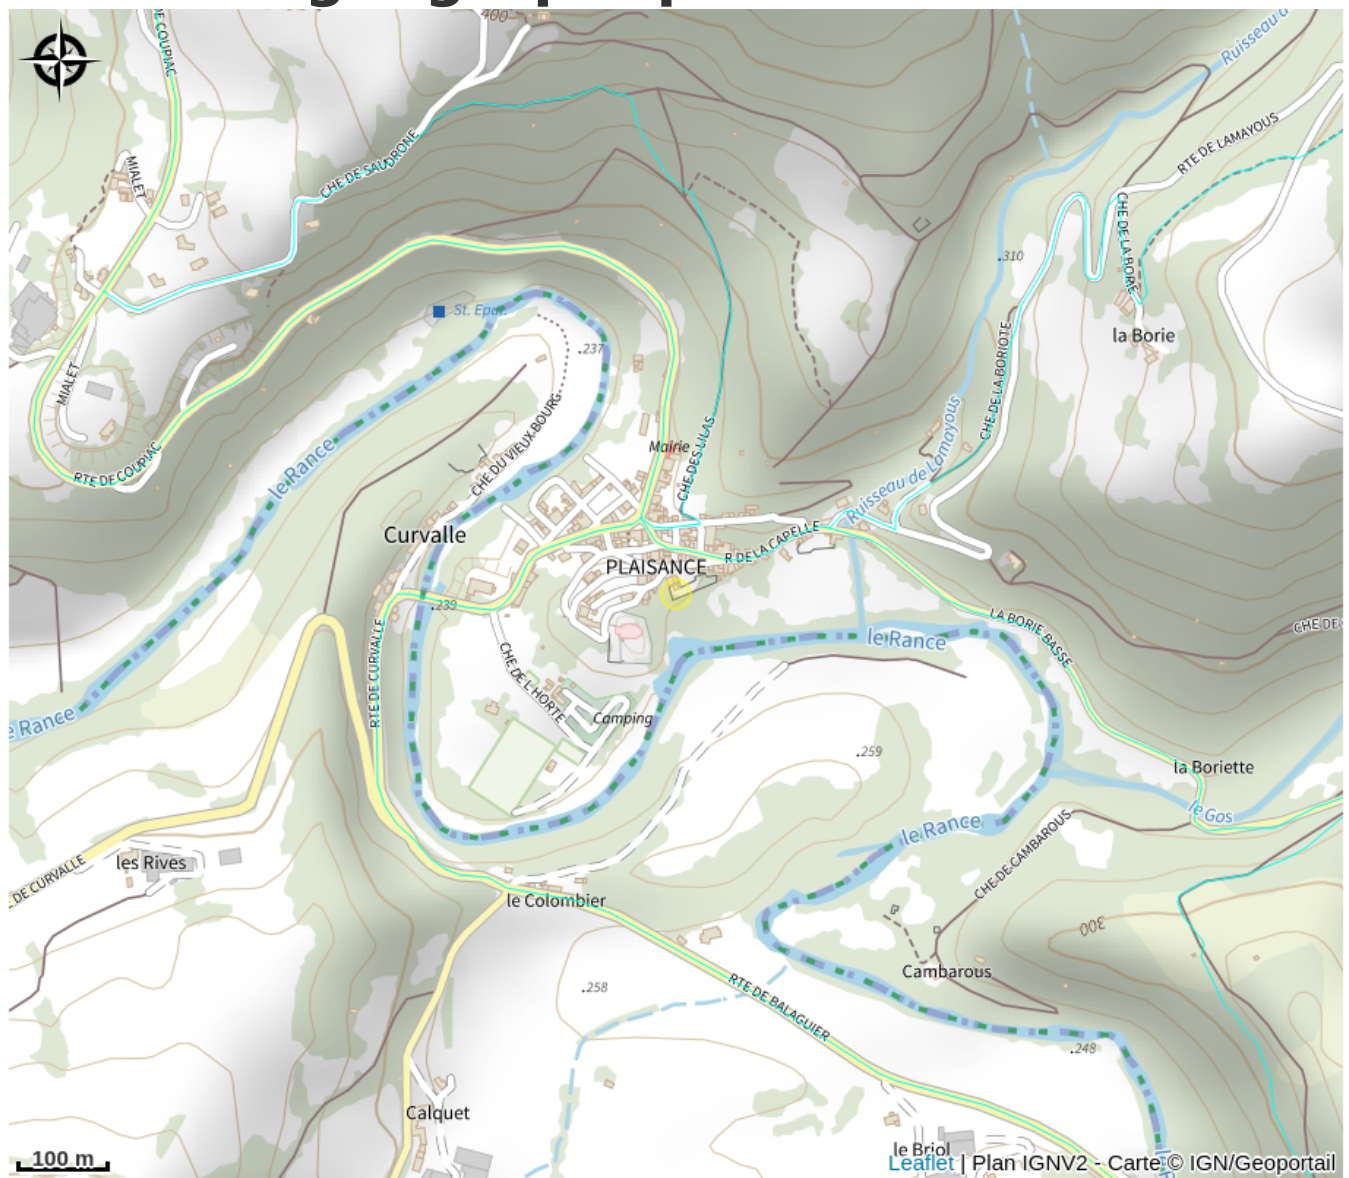 400
DE COUPIAC
Ruisseau d
RTE DE LAMAYOUS
CHE DE SAUDRONE
MIALET
CHE DE LA BORIE
.310
St. Epur.
.237
la Borie
MIALET
CHE DE LA BORIOTE
CHE DU VIEUX-BOURG
Mairie
CHE DES LILAS
RTE DE COUPIAC
le Rance
Ruisseau de Lamayous
Curvalle
R DE LA CAPELLE
PLAISANCE
.239
LA BORIE BASSE
CHE DE
le Rance
RTE DE CURVALLE
CHE DE L'HORTE
e Rance
Camping
.259
la Boriette
le Gos
le Rance
CHE DE CAMBAROUS
les Rives
DE CURVALLE
le Colombier
300
Cambarous
.258
RTE DE BALAGUIER
.248
Calquet
le Briol
100 m
Leaflet | Plan IGNV2 - Carte © IGN/Geoportail